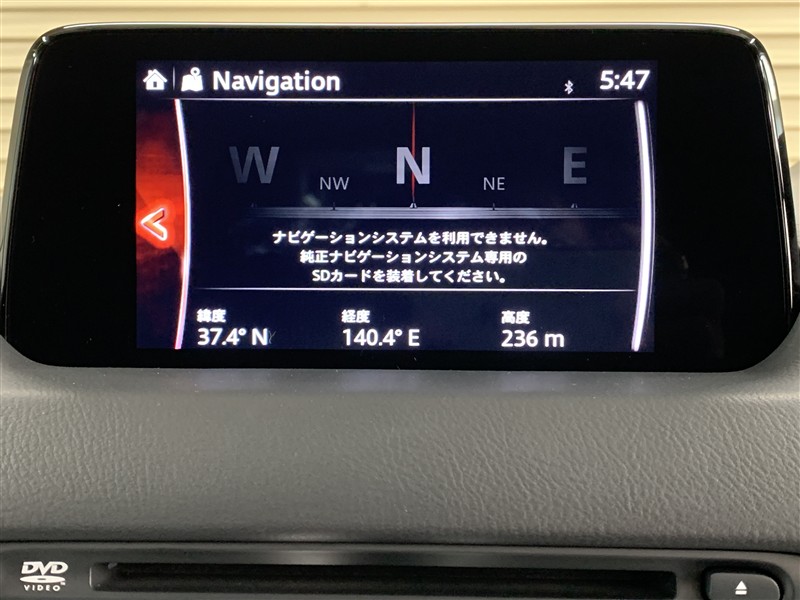 Navigation
5:47
W NW N NE E
ナビゲーションシステムを利用できません。
純正ナビゲーションシステム専用の
SDカードを装着してください。
緯度 経度 高度
37.4° N 140.4° E 236 m
DVD
VIDEO